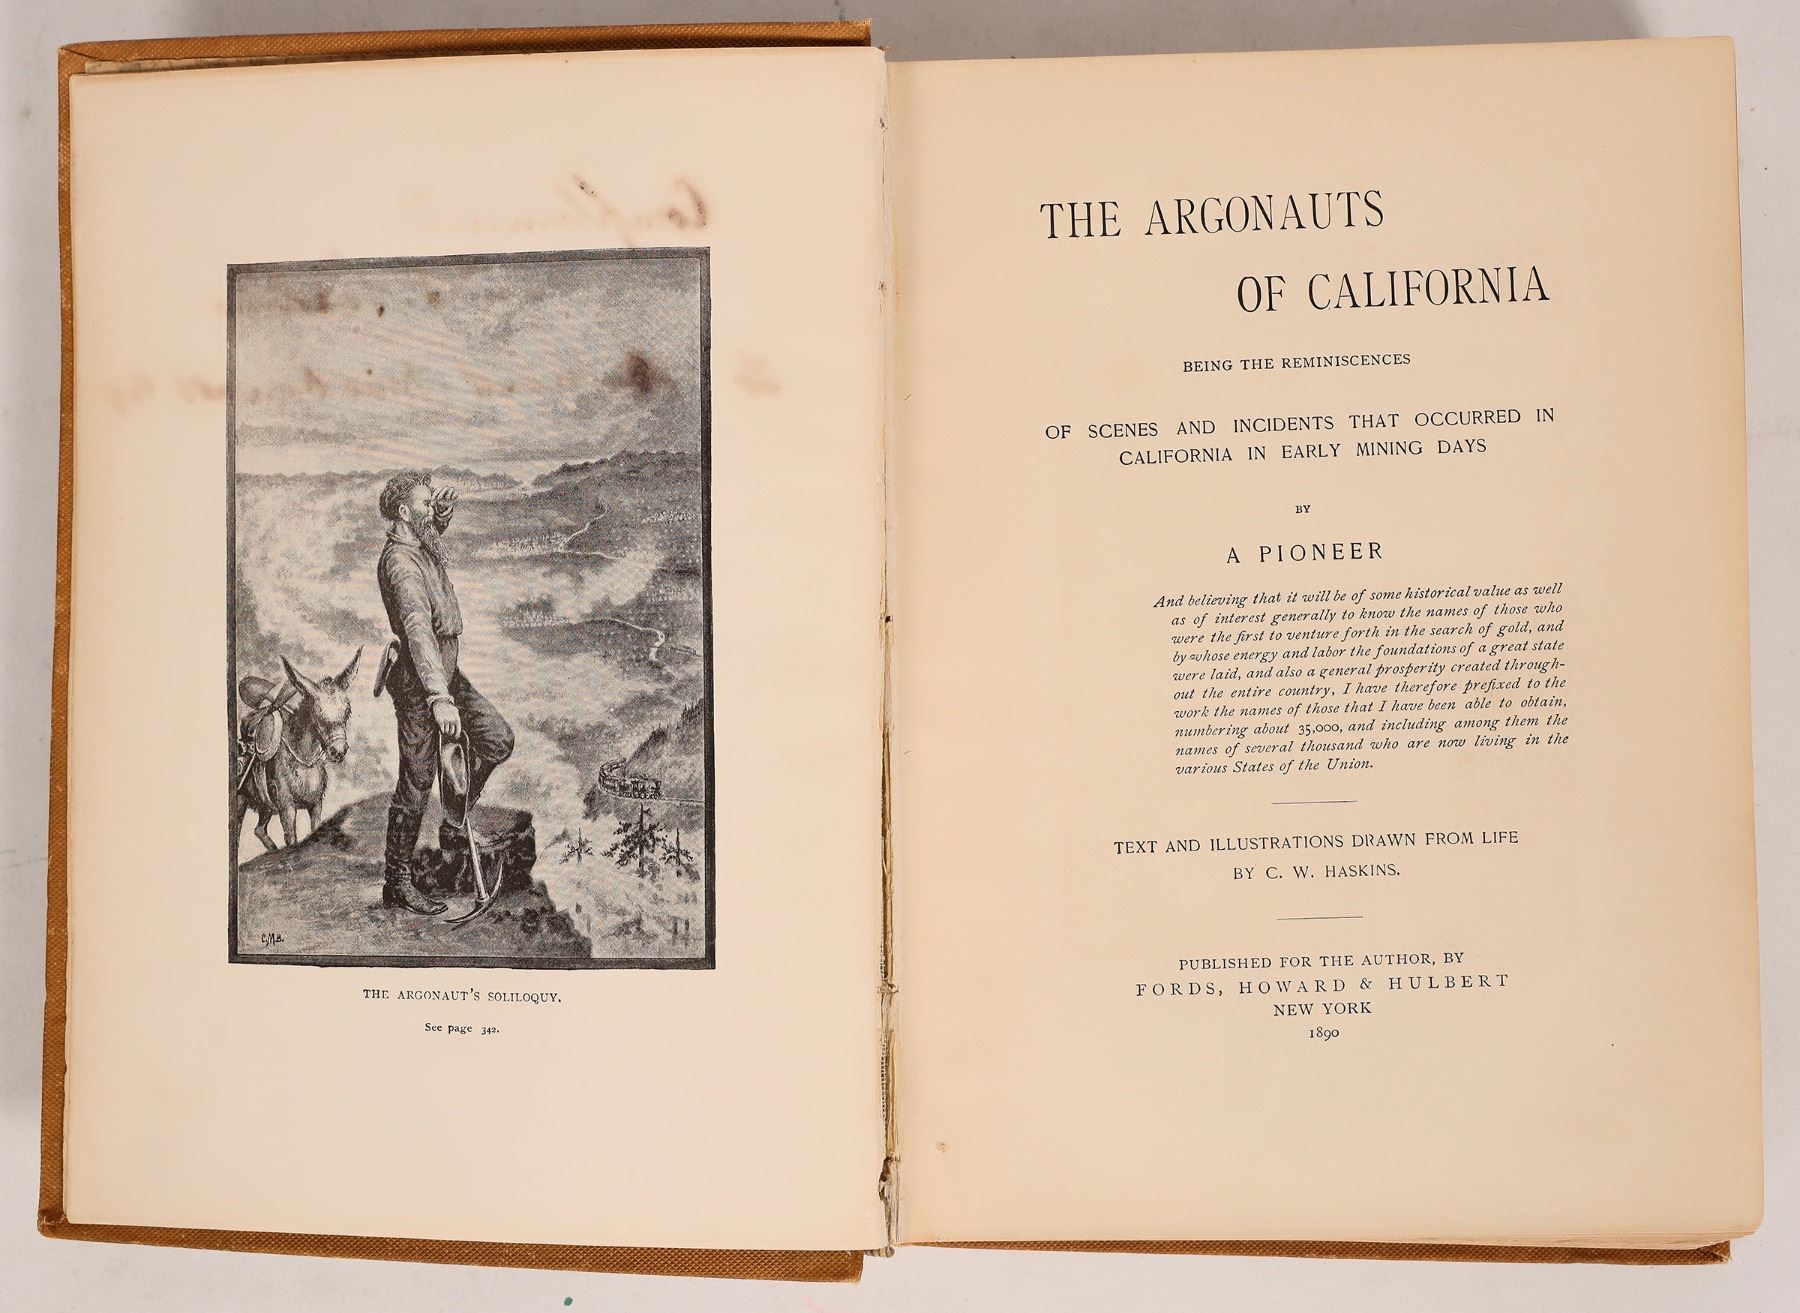 C.M.B.
THE ARGONAUT'S SOLILOQUY.
See page 342.
THE ARGONAUTS
OF CALIFORNIA
BEING THE REMINISCENCES
OF SCENES AND INCIDENTS THAT OCCURRED IN
CALIFORNIA IN EARLY MINING DAYS
BY
A PIONEER
And believing that it will be of some historical value as well
as of interest generally to know the names of those who
were the first to venture forth in the search of gold, and
by whose energy and labor the foundations of a great state
were laid, and also a general prosperity created through-
out the entire country, I have therefore prefixed to the
work the names of those that I have been able to obtain,
numbering about 35,000, and including among them the
names of several thousand who are now living in the
various States of the Union.
TEXT AND ILLUSTRATIONS DRAWN FROM LIFE
BY C. W. HASKINS.
PUBLISHED FOR THE AUTHOR, BY
FORDS, HOWARD & HULBERT
NEW YORK
1890